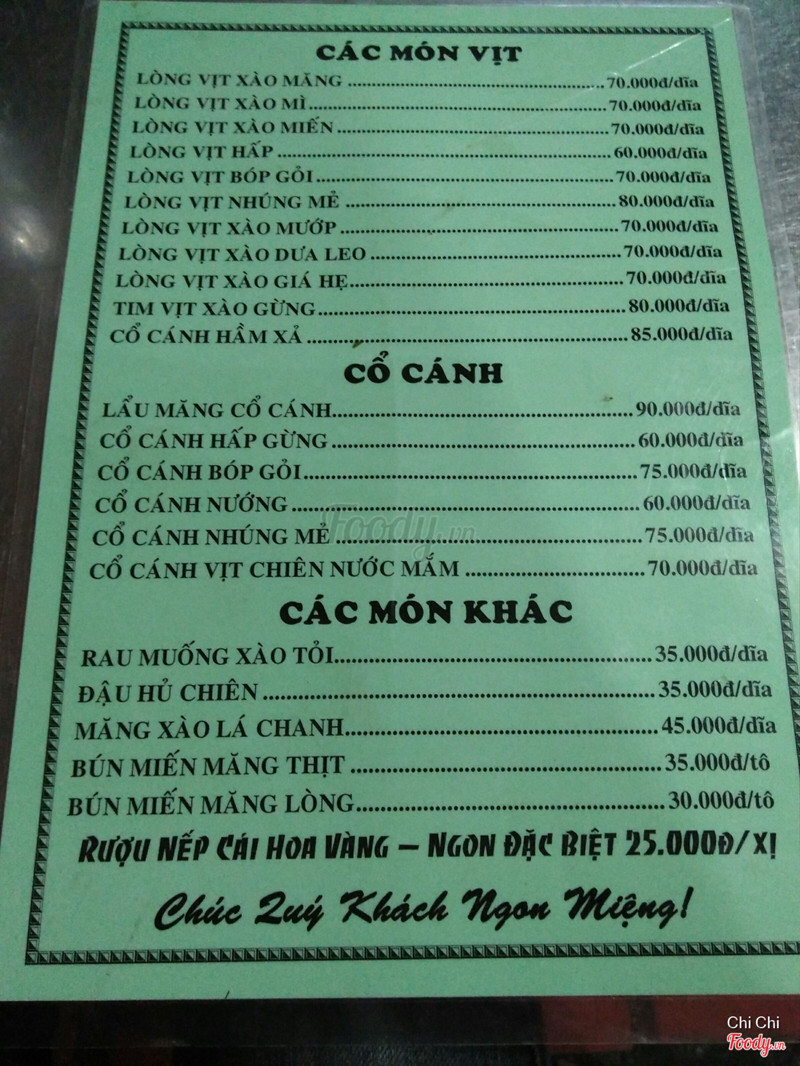 CÁC MÓN VỊT
LÒNG VỊT XÀO MĂNG ........ 70.000đ/dĩa
LÒNG VỊT XÀO MÌ ........ 70.000đ/dĩa
LÒNG VỊT XÀO MIẾN ........ 70.000đ/dĩa
LÒNG VỊT HẤP ........ 60.000đ/dĩa
LÒNG VỊT BÓP GỎI ........ 70.000đ/dĩa
LÒNG VỊT NHÚNG MẺ ........ 80.000đ/dĩa
LÒNG VỊT XÀO MƯỚP ........ 70.000đ/dĩa
LÒNG VỊT XÀO DƯA LEO ........ 70.000đ/dĩa
LÒNG VỊT XÀO GIÁ HẸ ........ 70.000đ/dĩa
TIM VỊT XÀO GỪNG ........ 80.000đ/dĩa
CỔ CÁNH HẦM XẢ ........ 85.000đ/dĩa
CỔ CÁNH
LẨU MĂNG CỔ CÁNH ........ 90.000đ/dĩa
CỔ CÁNH HẤP GỪNG ........ 60.000đ/dĩa
CỔ CÁNH BÓP GỎI ........ 75.000đ/dĩa
CỔ CÁNH NƯỚNG ........ 60.000đ/dĩa
CỔ CÁNH NHÚNG MẺ ........ 75.000đ/dĩa
CỔ CÁNH VỊT CHIÊN NƯỚC MẮM ........ 70.000đ/dĩa
CÁC MÓN KHÁC
RAU MUỐNG XÀO TỎI ........ 35.000đ/dĩa
ĐẬU HỦ CHIÊN ........ 35.000đ/dĩa
MĂNG XÀO LÁ CHANH ........ 45.000đ/dĩa
BÚN MIẾN MĂNG THỊT ........ 35.000đ/tô
BÚN MIẾN MĂNG LÒNG ........ 30.000đ/tô
RƯỢU NẾP CÁI HOA VÀNG – NGON ĐẶC BIỆT 25.000Đ/XỊ
Chúc Quý Khách Ngon Miệng!
Foody.vn
Chi Chi
Foody.vn